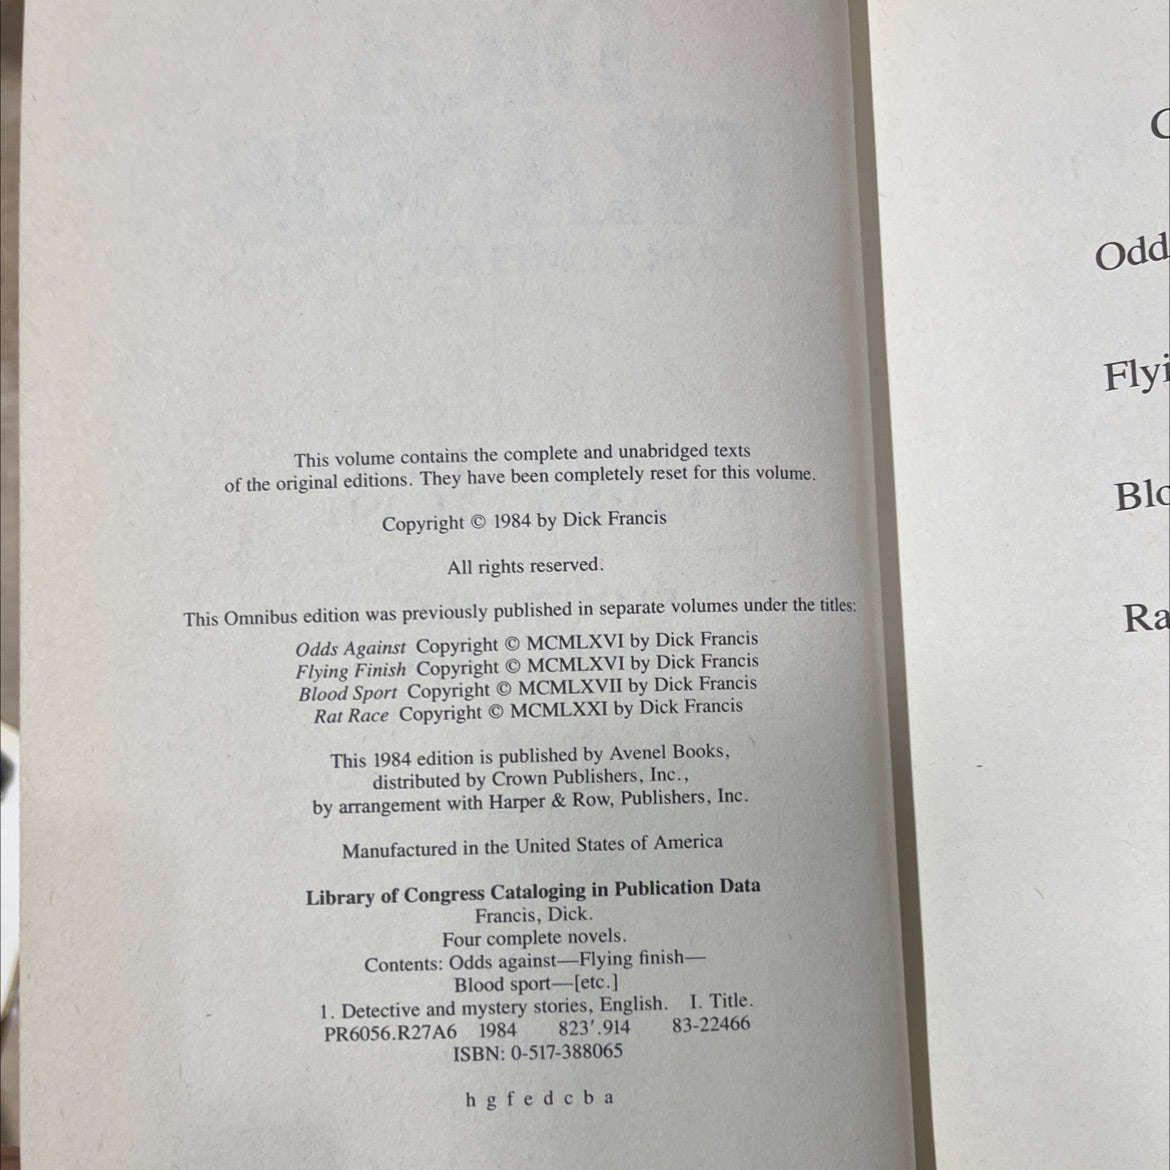 This volume contains the complete and unabridged texts
of the original editions. They have been completely reset for this volume.
Copyright © 1984 by Dick Francis
All rights reserved.
This Omnibus edition was previously published in separate volumes under the titles:
Odds Against Copyright © MCMLXVI by Dick Francis
Flying Finish Copyright © MCMLXVI by Dick Francis
Blood Sport Copyright © MCMLXVII by Dick Francis
Rat Race Copyright © MCMLXXI by Dick Francis
This 1984 edition is published by Avenel Books,
distributed by Crown Publishers, Inc.,
by arrangement with Harper & Row, Publishers, Inc.
Manufactured in the United States of America
Library of Congress Cataloging in Publication Data
Francis, Dick.
Four complete novels.
Contents: Odds against—Flying finish—
Blood sport—[etc.]
1. Detective and mystery stories, English. I. Title.
PR6056.R27A6 1984 823′.914 83-22466
ISBN: 0-517-388065
h g f e d c b a
Odd
Flyi
Blo
Ra